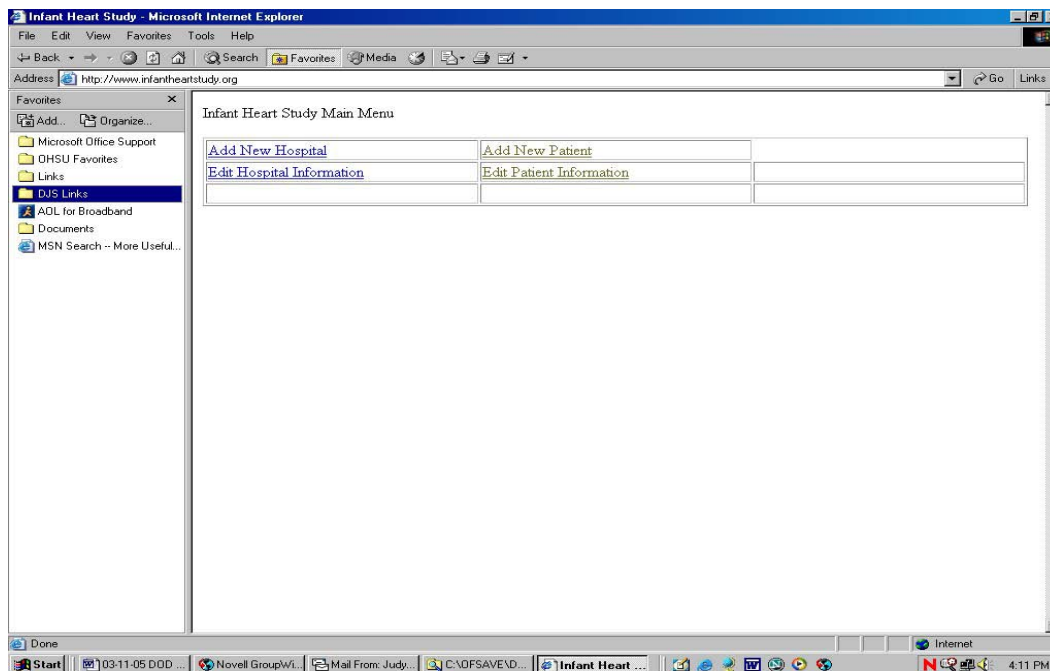 Infant Heart Study - Microsoft Internet Explorer
File Edit View Favorites Tools Help
Back Search Favorites Media
Address http://www.infantheartstudy.org Go Links
Favorites
Add... Organize...
Microsoft Office Support
OHSU Favorites
Links
DJS Links
AOL for Broadband
Documents
MSN Search -- More Useful...
Infant Heart Study Main Menu
Add New Hospital Add New Patient
Edit Hospital Information Edit Patient Information
Done Internet
Start 03-11-05 DOD ... Novell GroupWi... Mail From: Judy... C:\OFSAVE\D... Infant Heart ... 4:11 PM